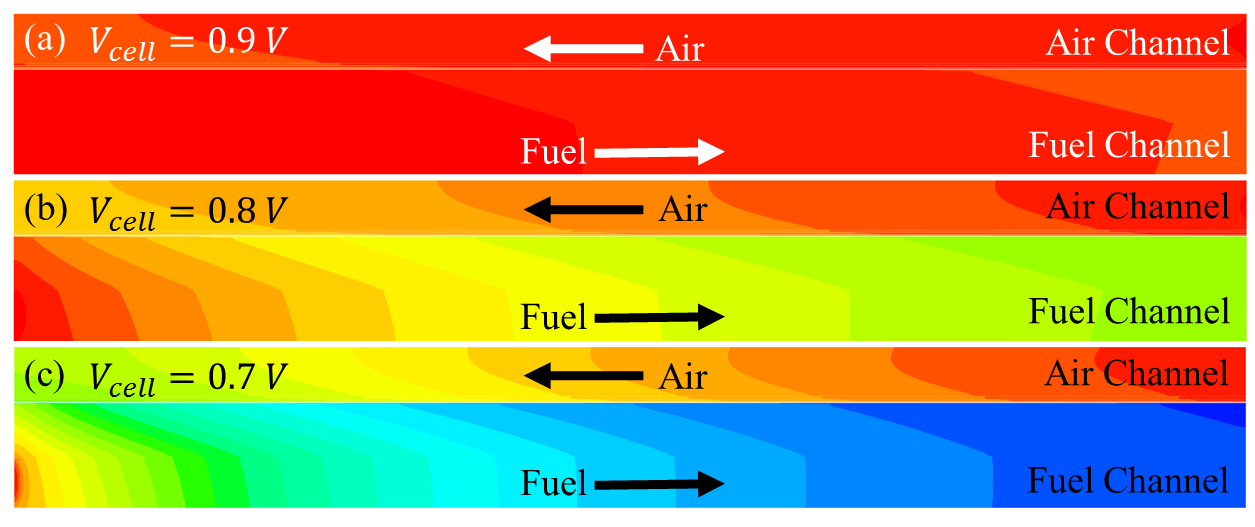 (a) V_cell = 0.9 V
Air
Air Channel
Fuel
Fuel Channel
(b) V_cell = 0.8 V
Air
Air Channel
Fuel
Fuel Channel
(c) V_cell = 0.7 V
Air
Air Channel
Fuel
Fuel Channel